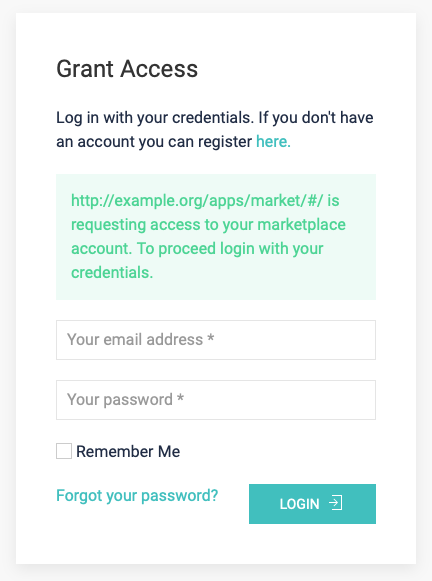 Grant Access
Log in with your credentials. If you don't have
an account you can register here.
http://example.org/apps/market/#/ is
requesting access to your marketplace
account. To proceed login with your
credentials.
Your email address *
Your password *
Remember Me
Forgot your password?
LOGIN